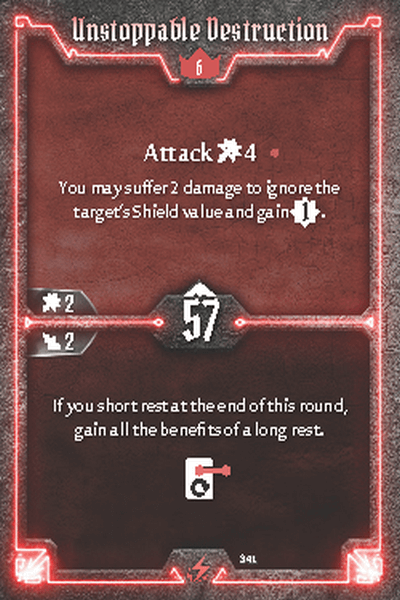 Unstoppable Destruction
6
Attack 4
You may suffer 2 damage to ignore the
target's Shield value and gain 1.
2
57
2
If you short rest at the end of this round,
gain all the benefits of a long rest.
341